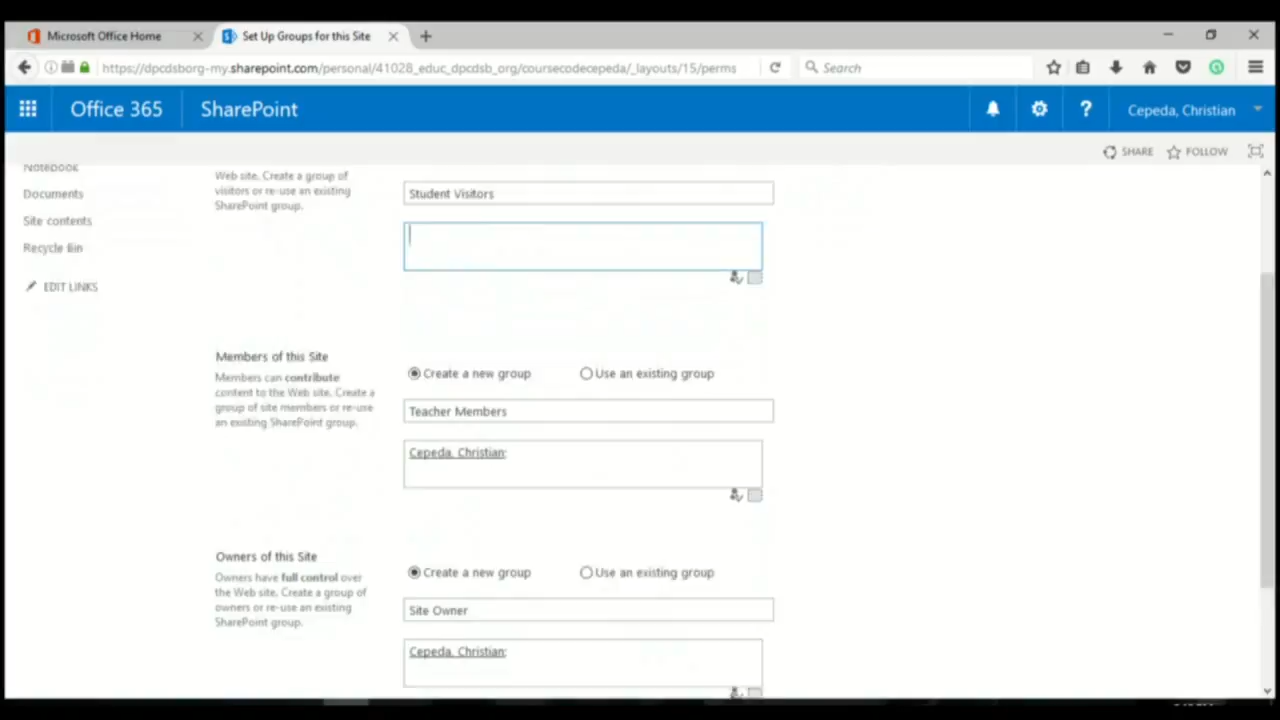 Microsoft Office Home
Set Up Groups for this Site
https://dpcdsborg-my.sharepoint.com/personal/41028_educ_dpcdsb_org/coursecodecepeda/_layouts/15/perms
Search
Office 365
SharePoint
Cepeda, Christian
SHARE
FOLLOW
Notebook
Documents
Site contents
Recycle Bin
EDIT LINKS
Web site. Create a group of
visitors or re-use an existing
SharePoint group.
Student Visitors
Members of this Site
Members can contribute
content to the Web site. Create a
group of site members or re-use
an existing SharePoint group.
Create a new group
Use an existing group
Teacher Members
Cepeda, Christian;
Owners of this Site
Owners have full control over
the Web site. Create a group of
owners or re-use an existing
SharePoint group.
Create a new group
Use an existing group
Site Owner
Cepeda, Christian;